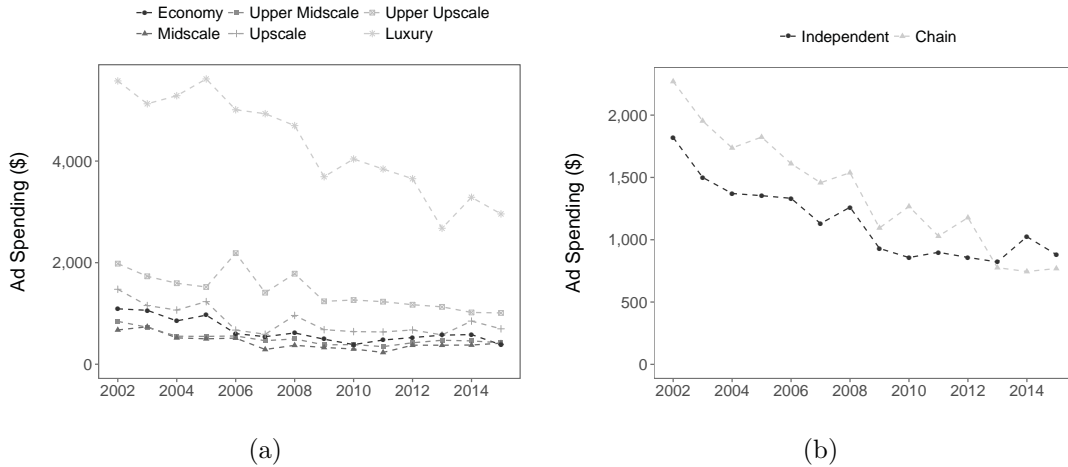 Economy Upper Midscale Upper Upscale
Midscale Upscale Luxury
Ad Spending ($)
4,000
2,000
0
2002 2004 2006 2008 2010 2012 2014
(a)
Independent Chain
Ad Spending ($)
2,000
1,500
1,000
500
0
2002 2004 2006 2008 2010 2012 2014
(b)